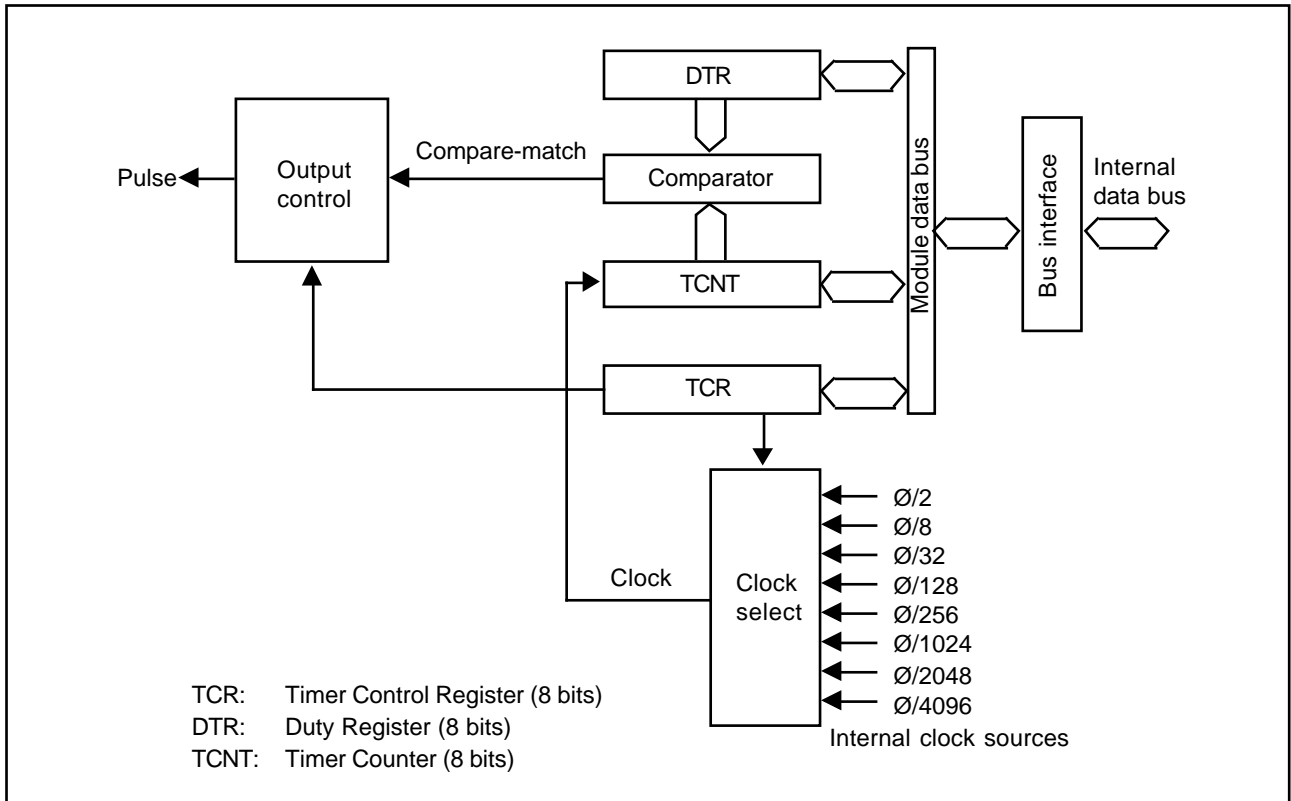 DTR
Compare-match
Pulse
Output
control
Comparator
TCNT
TCR
Module data bus
Bus interface
Internal
data bus
Clock
Clock
select
Ø/2
Ø/8
Ø/32
Ø/128
Ø/256
Ø/1024
Ø/2048
Ø/4096
Internal clock sources
TCR: Timer Control Register (8 bits)
DTR: Duty Register (8 bits)
TCNT: Timer Counter (8 bits)